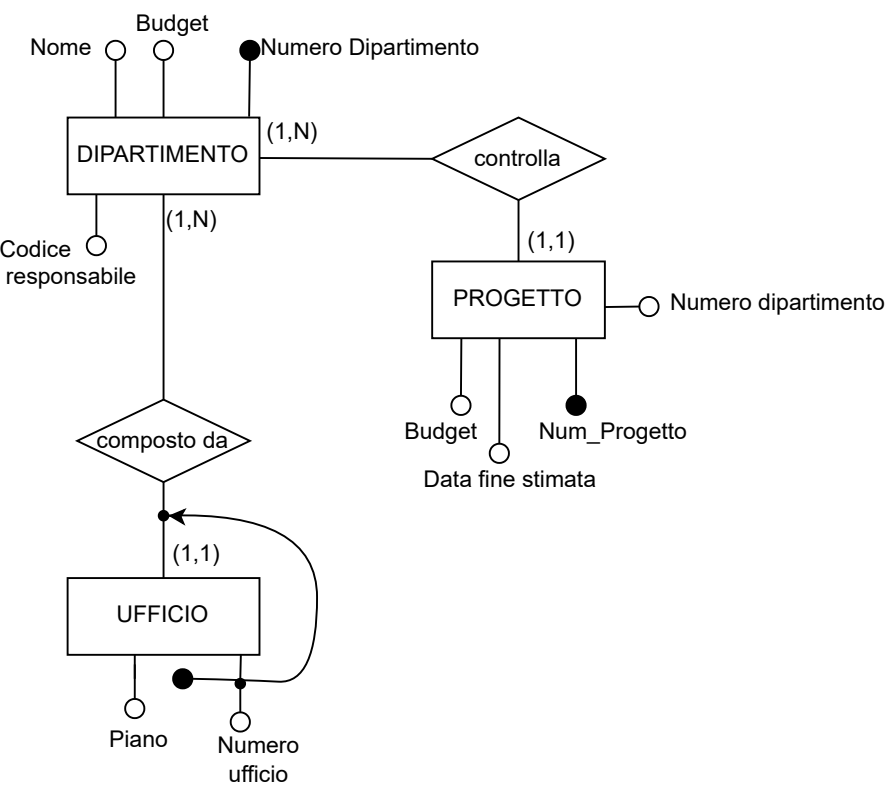 Budget
Nome
Numero Dipartimento
(1,N)
DIPARTIMENTO
controlla
(1,N)
Codice
responsabile
(1,1)
PROGETTO
Numero dipartimento
Budget
Num_Progetto
composto da
Data fine stimata
(1,1)
UFFICIO
Piano
Numero
ufficio